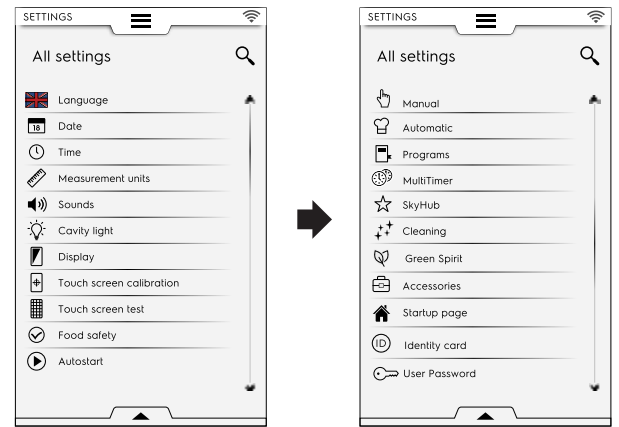 SETTINGS
All settings
Language
18 Date
Time
Measurement units
Sounds
Cavity light
Display
Touch screen calibration
Touch screen test
Food safety
Autostart
SETTINGS
All settings
Manual
Automatic
Programs
MultiTimer
SkyHub
Cleaning
Green Spirit
Accessories
Startup page
ID Identity card
User Password